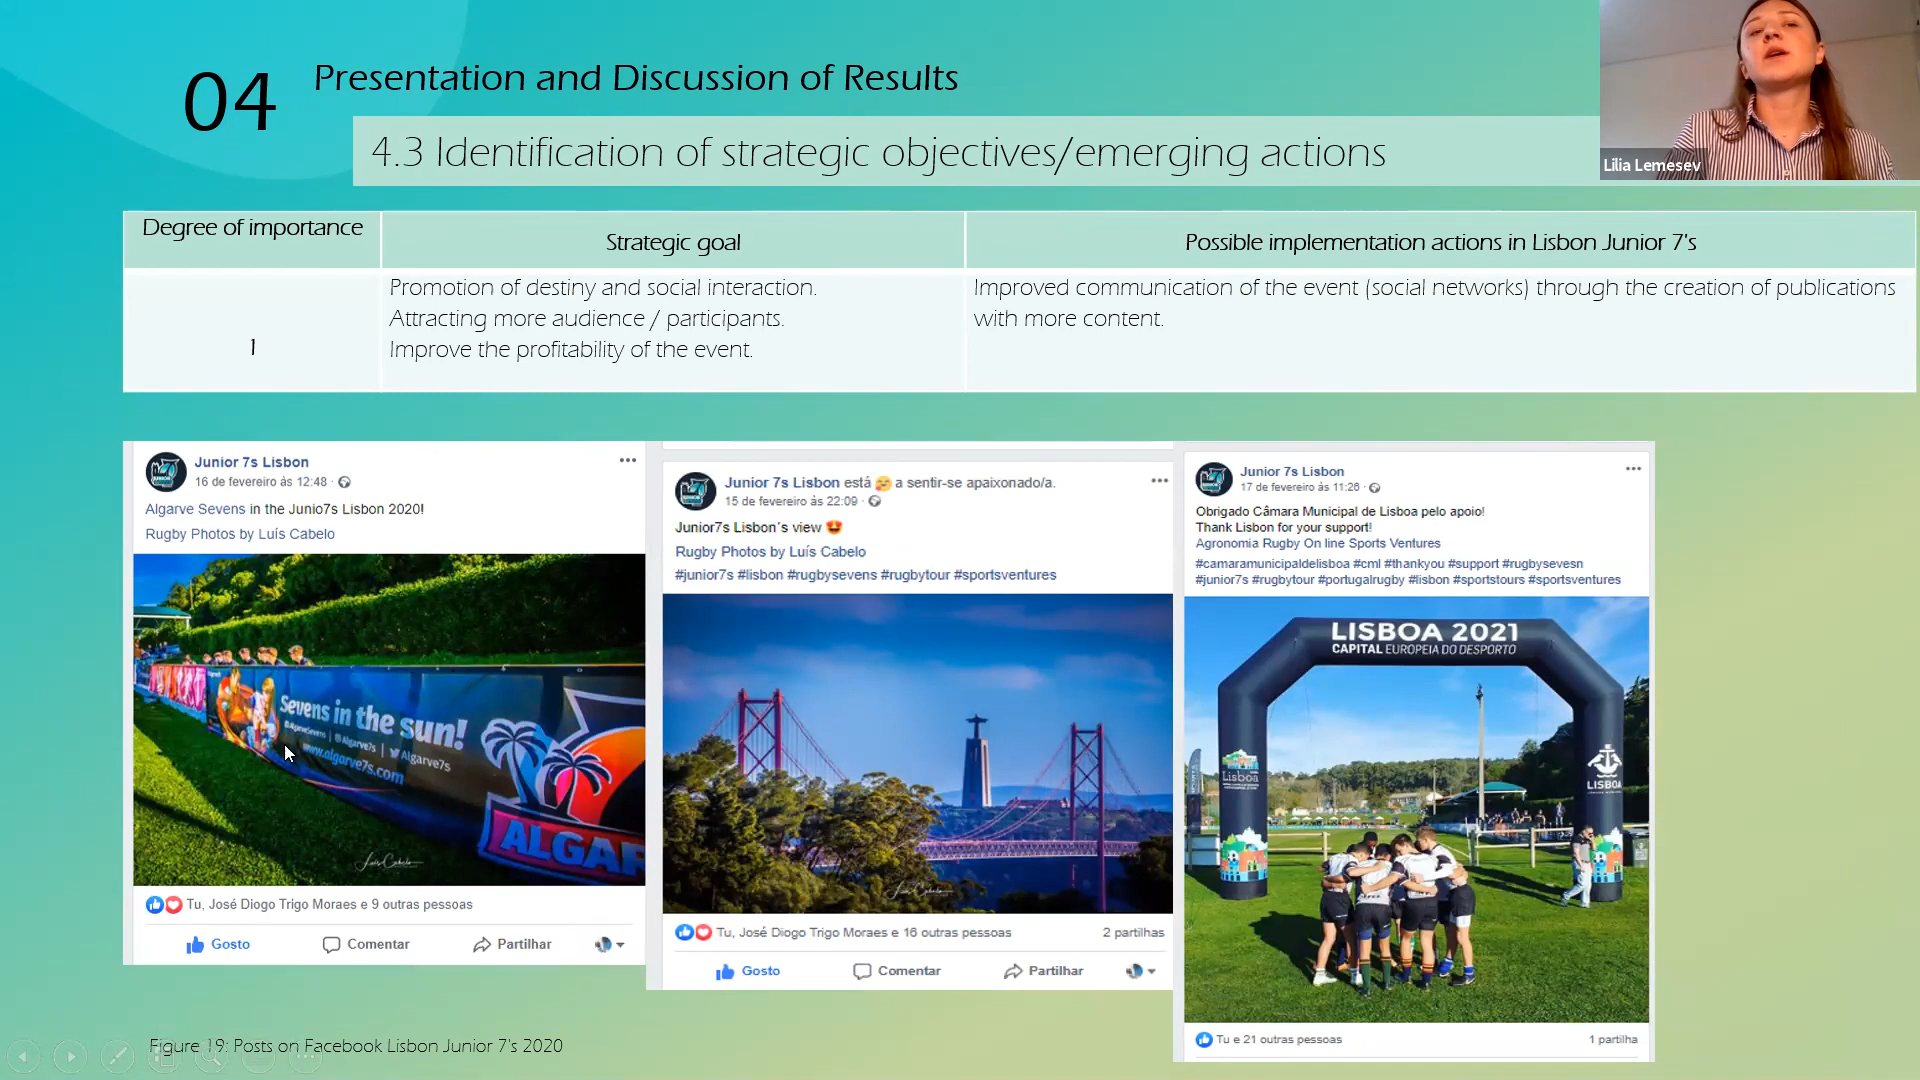 04
Presentation and Discussion of Results
4.3 Identification of strategic objectives/emerging actions
Lilia Lemesev
Degree of importance
Strategic goal
Possible implementation actions in Lisbon Junior 7's
1
Promotion of destiny and social interaction.
Attracting more audience / participants.
Improve the profitability of the event.
Improved communication of the event (social networks) through the creation of publications
with more content.
Junior 7s Lisbon
16 de fevereiro às 12:48
Algarve Sevens in the Junio7s Lisbon 2020!
Rugby Photos by Luís Cabelo
Sevens in the sun!
Algarve7s
Algarve7s
www.algarve7s.com
ALGAR
Luís Cabelo
Tu, José Diogo Trigo Moraes e 9 outras pessoas
Gosto
Comentar
Partilhar
Junior 7s Lisbon está a sentir-se apaixonado/a.
15 de fevereiro às 22:09
Junior7s Lisbon´s view
Rugby Photos by Luís Cabelo
#junior7s #lisbon #rugbysevens #rugbytour #sportsventures
Luís Cabelo
Tu, José Diogo Trigo Moraes e 16 outras pessoas
2 partilhas
Gosto
Comentar
Partilhar
Junior 7s Lisbon
17 de fevereiro às 11:26
Obrigado Câmara Municipal de Lisboa pelo apoio!
Thank Lisbon for your support!
Agronomia Rugby On line Sports Ventures
#camaramunicipaldelisboa #cml #thankyou #support #rugbysevesn
#junior7s #rugbytour #portugalrugby #lisbon #sportstours #sportsventures
LISBOA 2021
CAPITAL EUROPEIA DO DESPORTO
Lisboa
LISBOA
Tu e 21 outras pessoas
1 partilha
Figure 19: Posts on Facebook Lisbon Junior 7's 2020